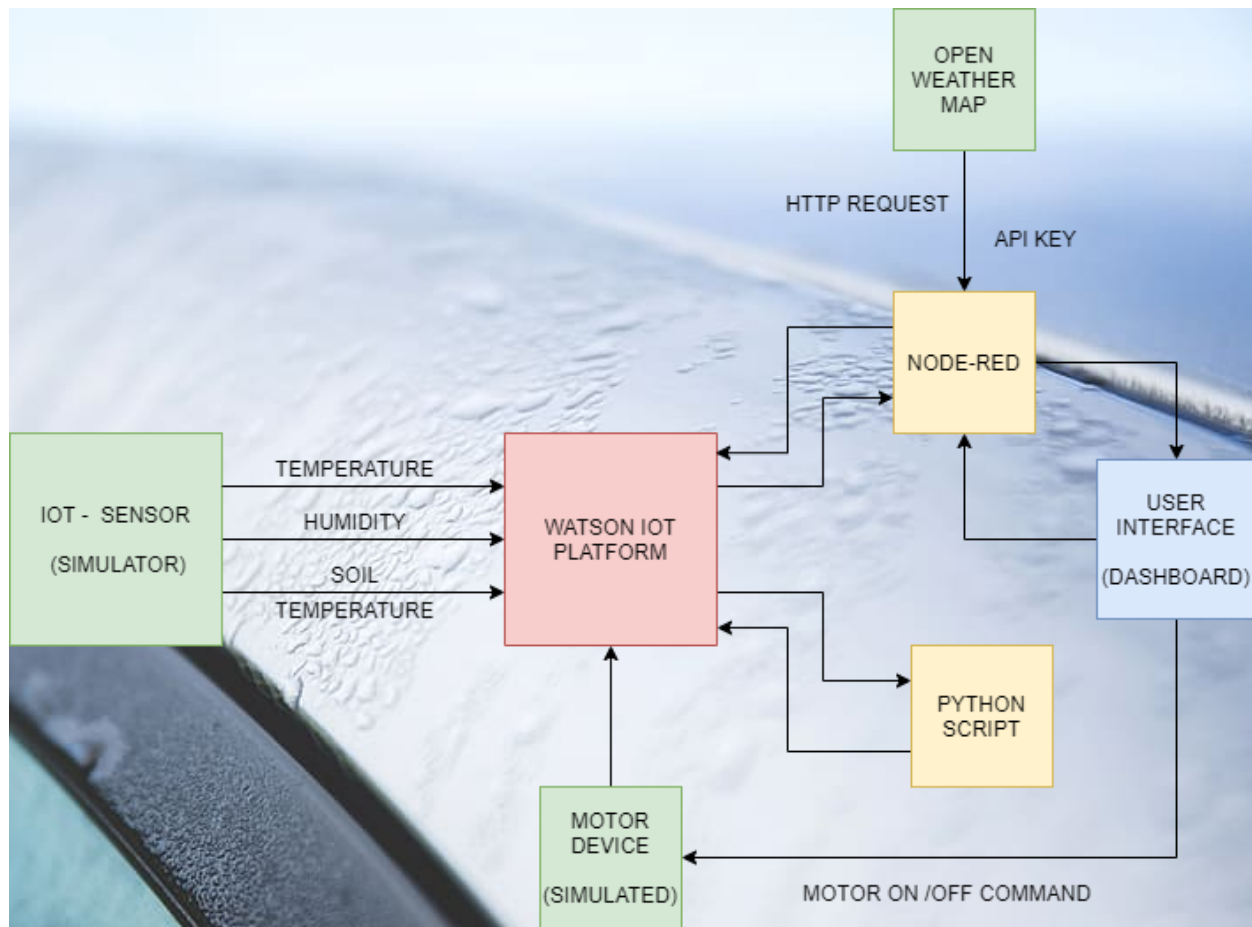 OPEN
WEATHER
MAP
HTTP REQUEST
API KEY
NODE-RED
IOT - SENSOR
(SIMULATOR)
TEMPERATURE
HUMIDITY
SOIL
TEMPERATURE
WATSON IOT
PLATFORM
USER
INTERFACE
(DASHBOARD)
PYTHON
SCRIPT
MOTOR
DEVICE
(SIMULATED)
MOTOR ON /OFF COMMAND